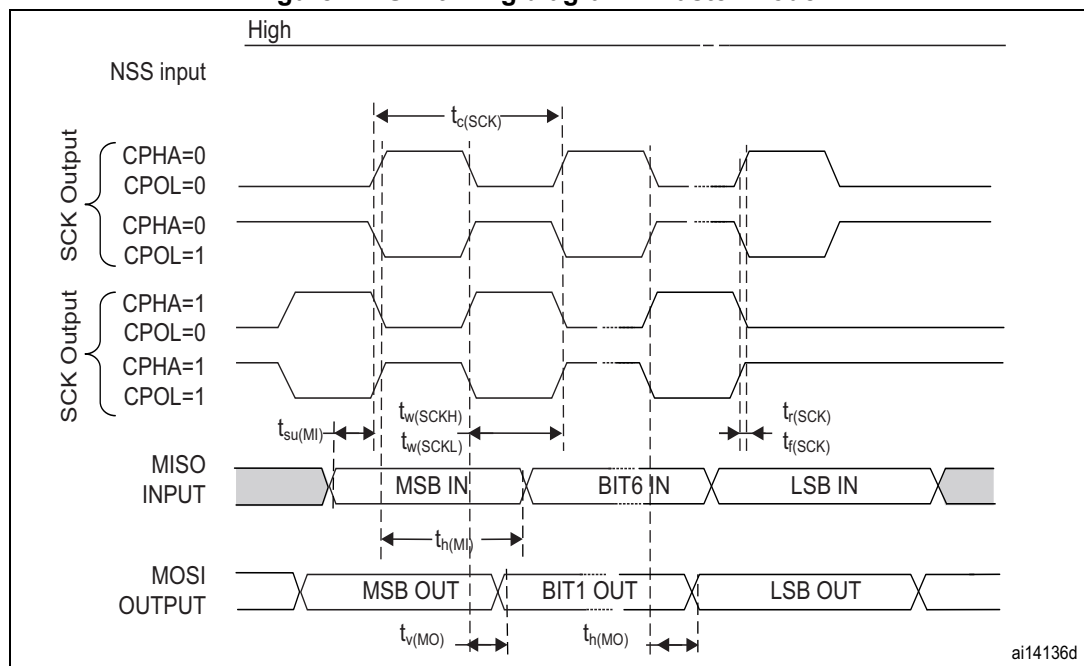 High
NSS input
tc(SCK)
SCK Output
CPHA=0
CPOL=0
CPHA=0
CPOL=1
SCK Output
CPHA=1
CPOL=0
CPHA=1
CPOL=1
tw(SCKH)
tw(SCKL)
tr(SCK)
tf(SCK)
tsu(MI)
MISO
INPUT
MSB IN
BIT6 IN
LSB IN
th(MI)
MOSI
OUTPUT
MSB OUT
BIT1 OUT
LSB OUT
tv(MO)
th(MO)
ai14136d